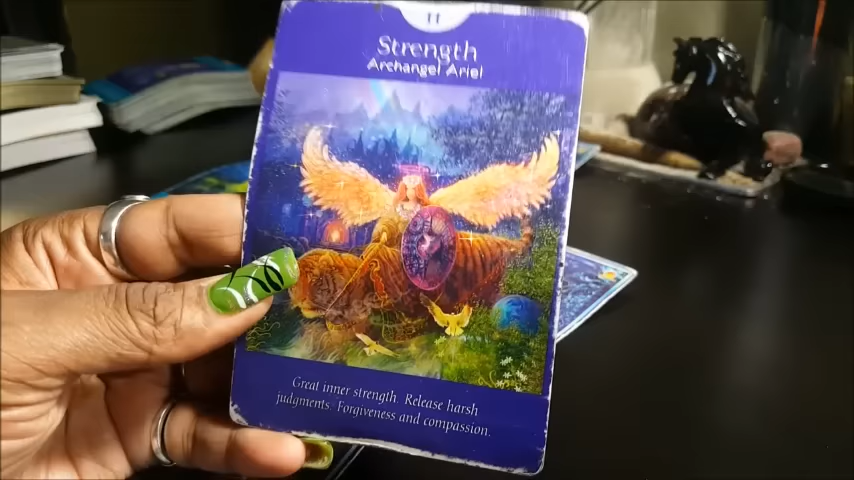 11
Strength
Archangel Ariel
Great inner strength. Release harsh
judgments. Forgiveness and compassion.